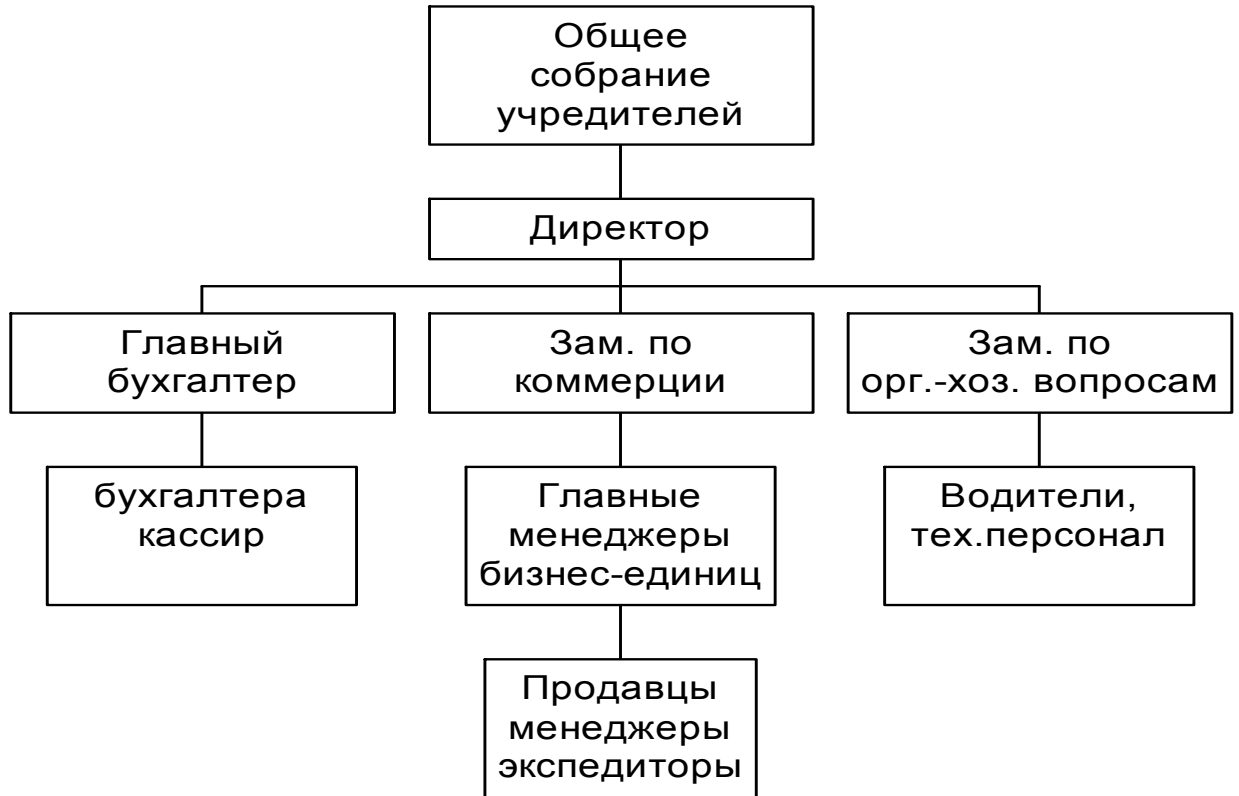 Общее
собрание
учредителей
Директор
Главный
бухгалтер
Зам. по
коммерции
Зам. по
орг.-хоз. вопросам
бухгалтера
кассир
Главные
менеджеры
бизнес-единиц
Водители,
тех.персонал
Продавцы
менеджеры
экспедиторы